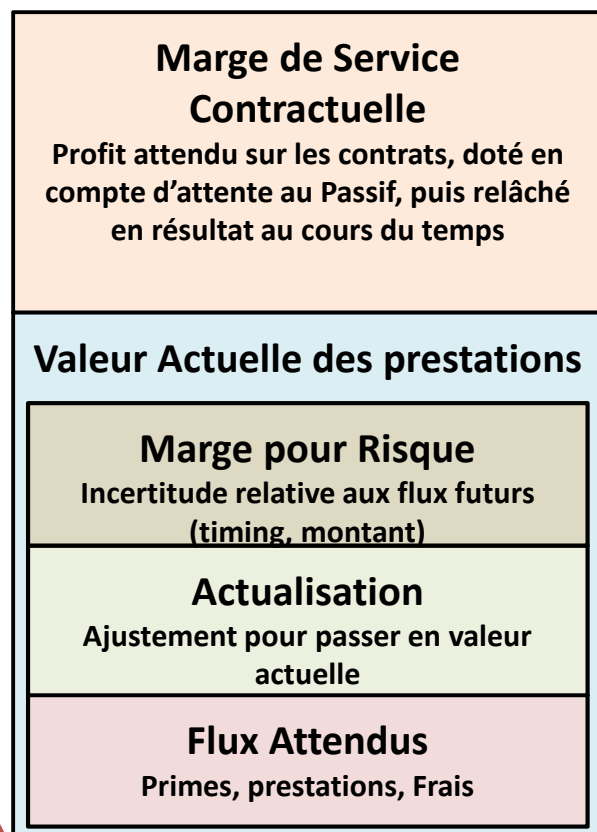 Marge de Service
Contractuelle
Profit attendu sur les contrats, doté en
compte d'attente au Passif, puis relâché
en résultat au cours du temps
Valeur Actuelle des prestations
Marge pour Risque
Incertitude relative aux flux futurs
(timing, montant)
Actualisation
Ajustement pour passer en valeur
actuelle
Flux Attendus
Primes, prestations, Frais